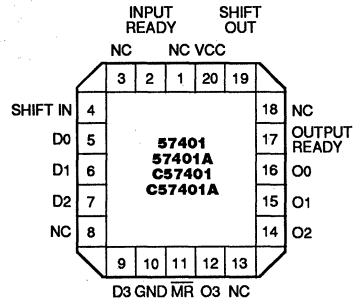 INPUT READY
SHIFT OUT
NC
NC VCC
3 2 1 20 19
SHIFT IN 4
18 NC
D0 5
17 OUTPUT READY
57401
57401A
C57401
C57401A
D1 6
16 O0
D2 7
15 O1
NC 8
14 O2
9 10 11 12 13
D3 GND MR O3 NC